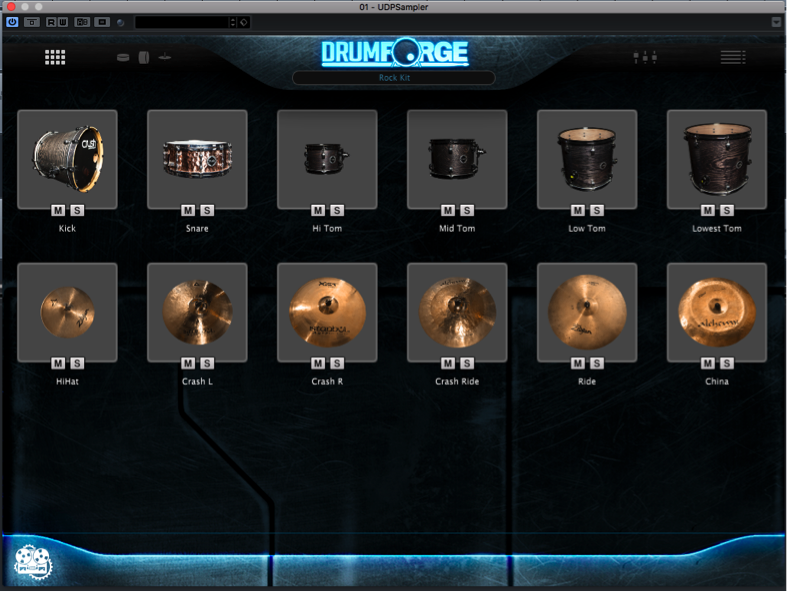 01 - UDPSampler
R W
DRUMFORGE
Rock Kit
M S M S M S M S M S M S
Kick Snare Hi Tom Mid Tom Low Tom Lowest Tom
M S M S M S M S M S M S
HiHat Crash L Crash R Crash Ride Ride China